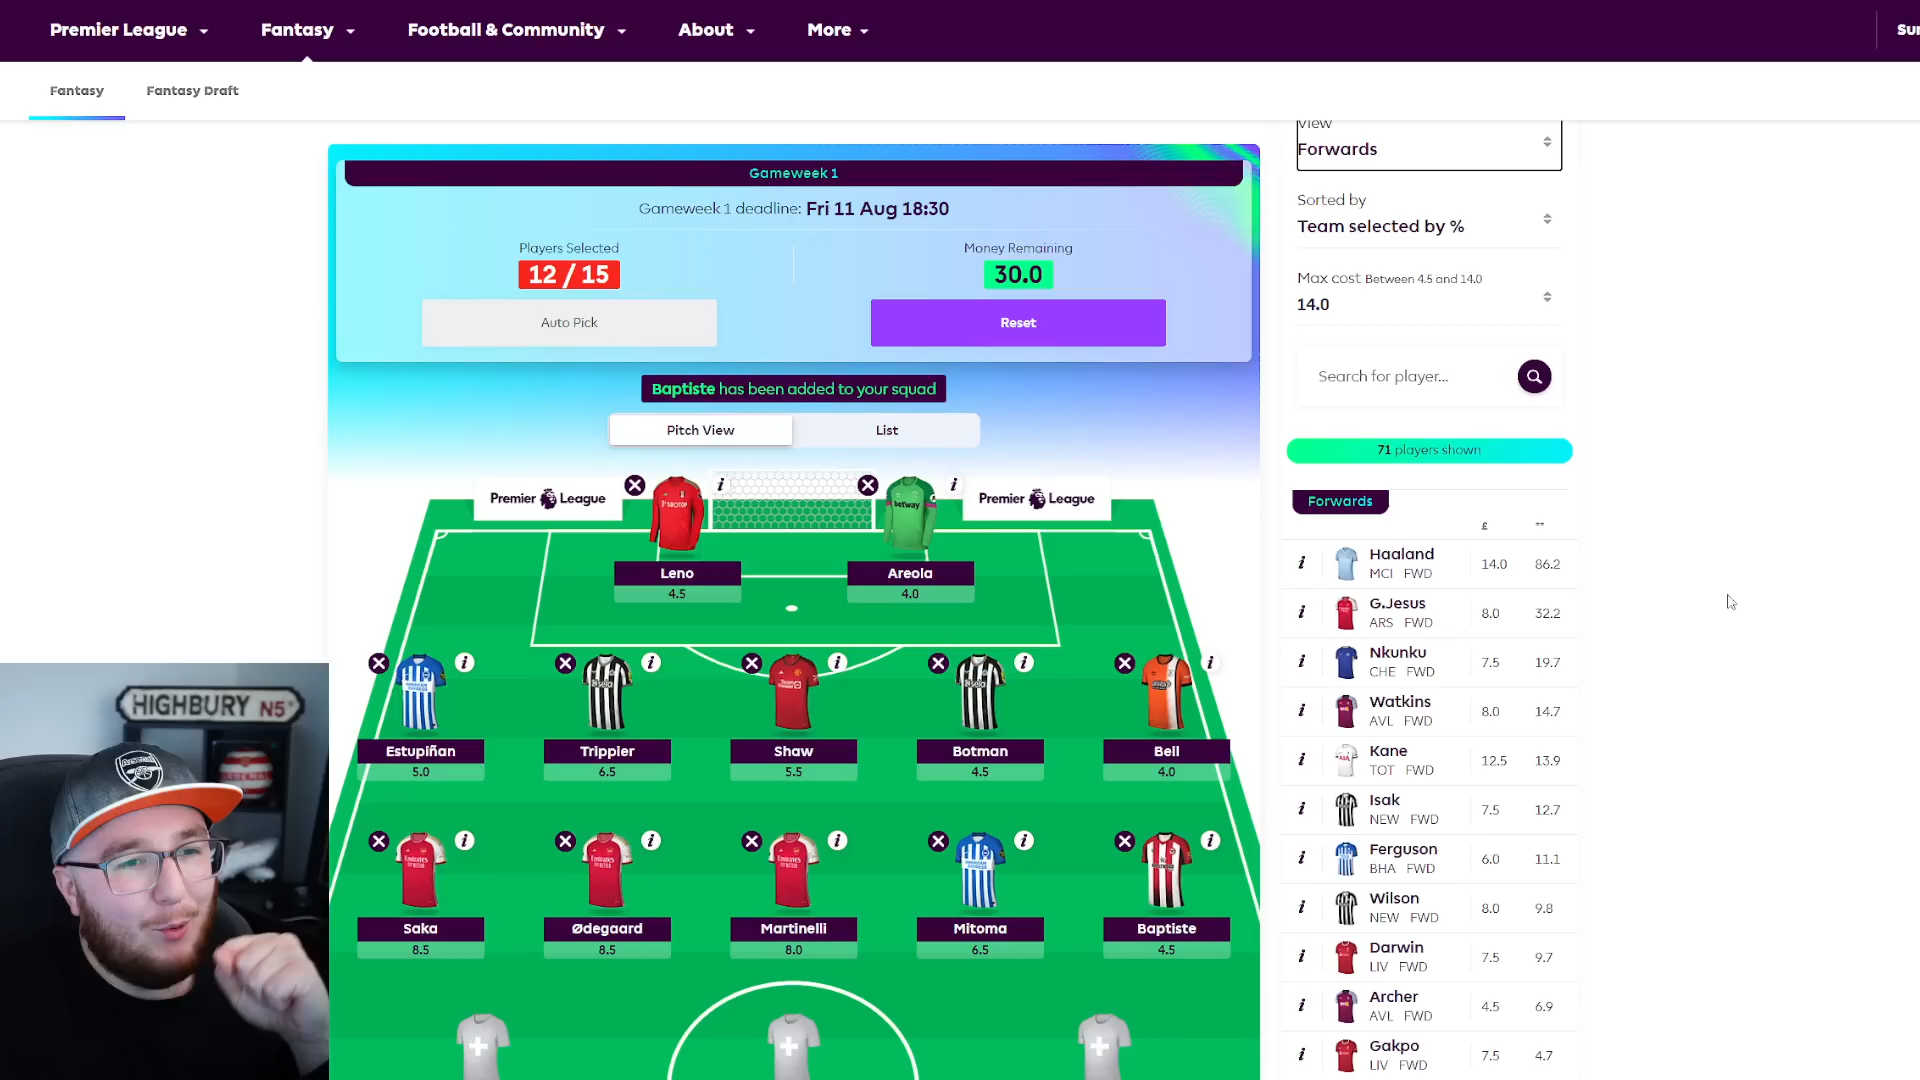 Premier League Fantasy Football & Community About More Sur
Fantasy Fantasy Draft
Gameweek 1
Gameweek 1 deadline: Fri 11 Aug 18:30
Players Selected Money Remaining
12 / 15 30.0
Auto Pick Reset
Baptiste has been added to your squad
Pitch View List
Premier League Premier League
SBOTOP betway
Leno Areola
4.5 4.0
Estupiñan Trippier Shaw Botman Bell
5.0 6.5 5.5 4.5 4.0
Saka Ødegaard Martinelli Mitoma Baptiste
8.5 8.5 8.0 6.5 4.5
View
Forwards
Sorted by
Team selected by %
Max cost Between 4.5 and 14.0
14.0
Search for player...
71 players shown
Forwards
£ **
i Haaland 14.0 86.2
MCI FWD
i G.Jesus 8.0 32.2
ARS FWD
i Nkunku 7.5 19.7
CHE FWD
i Watkins 8.0 14.7
AVL FWD
i Kane 12.5 13.9
TOT FWD
i Isak 7.5 12.7
NEW FWD
i Ferguson 6.0 11.1
BHA FWD
i Wilson 8.0 9.8
NEW FWD
i Darwin 7.5 9.7
LIV FWD
i Archer 4.5 6.9
AVL FWD
i Gakpo 7.5 4.7
LIV FWD
HIGHBURY N5
Arsenal